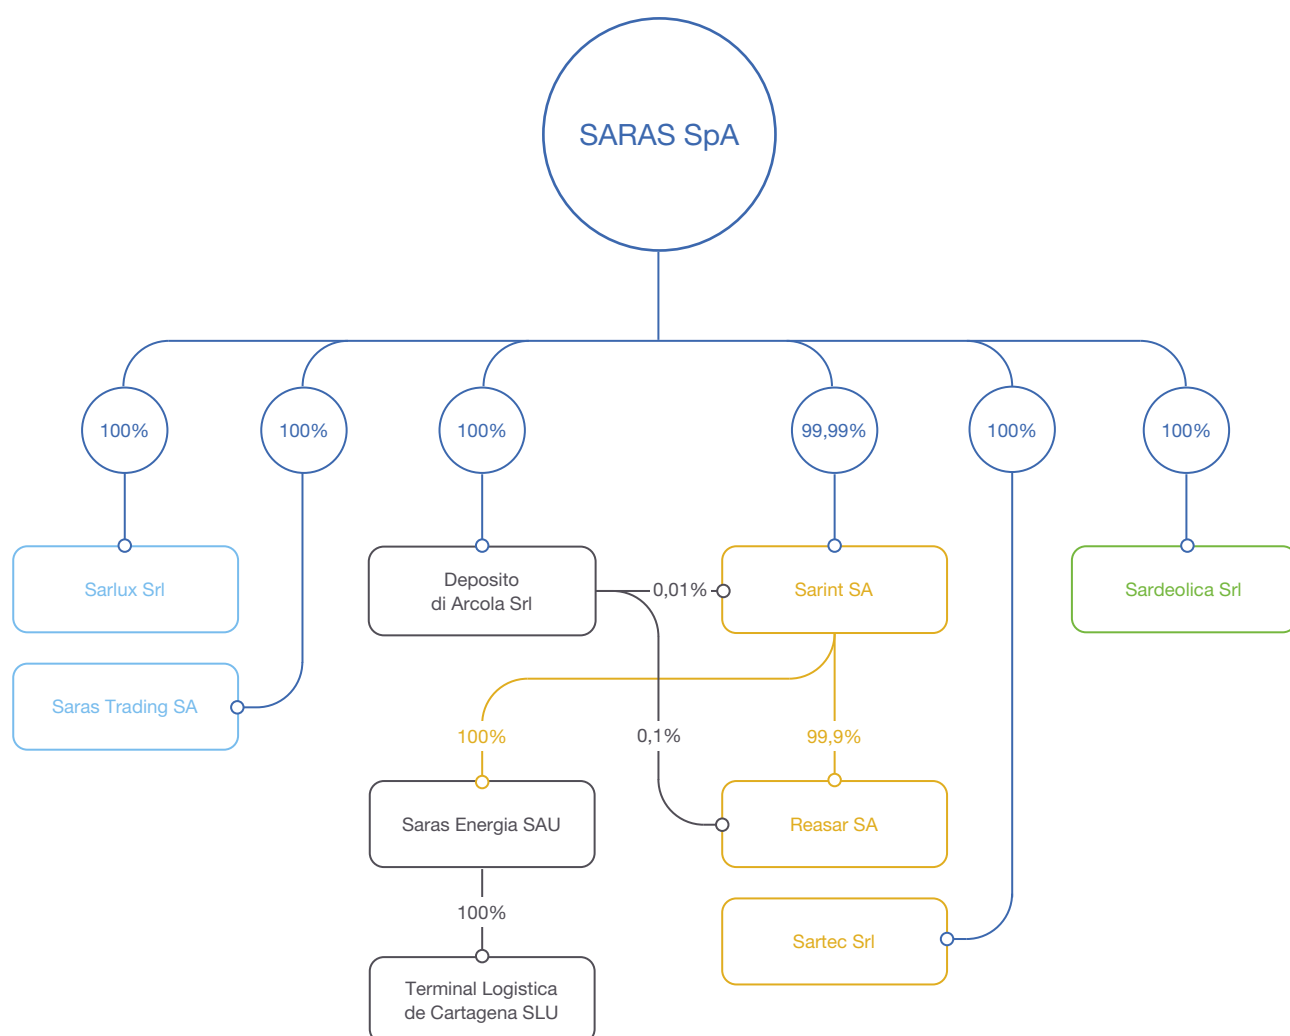 SARAS SpA
100%
100%
100%
99,99%
100%
100%
Sarlux Srl
Deposito
di Arcola Srl
0,01%
Sarint SA
Sardeolica Srl
Saras Trading SA
100%
0,1%
99,9%
Saras Energia SAU
Reasar SA
100%
Sartec Srl
Terminal Logistica
de Cartagena SLU